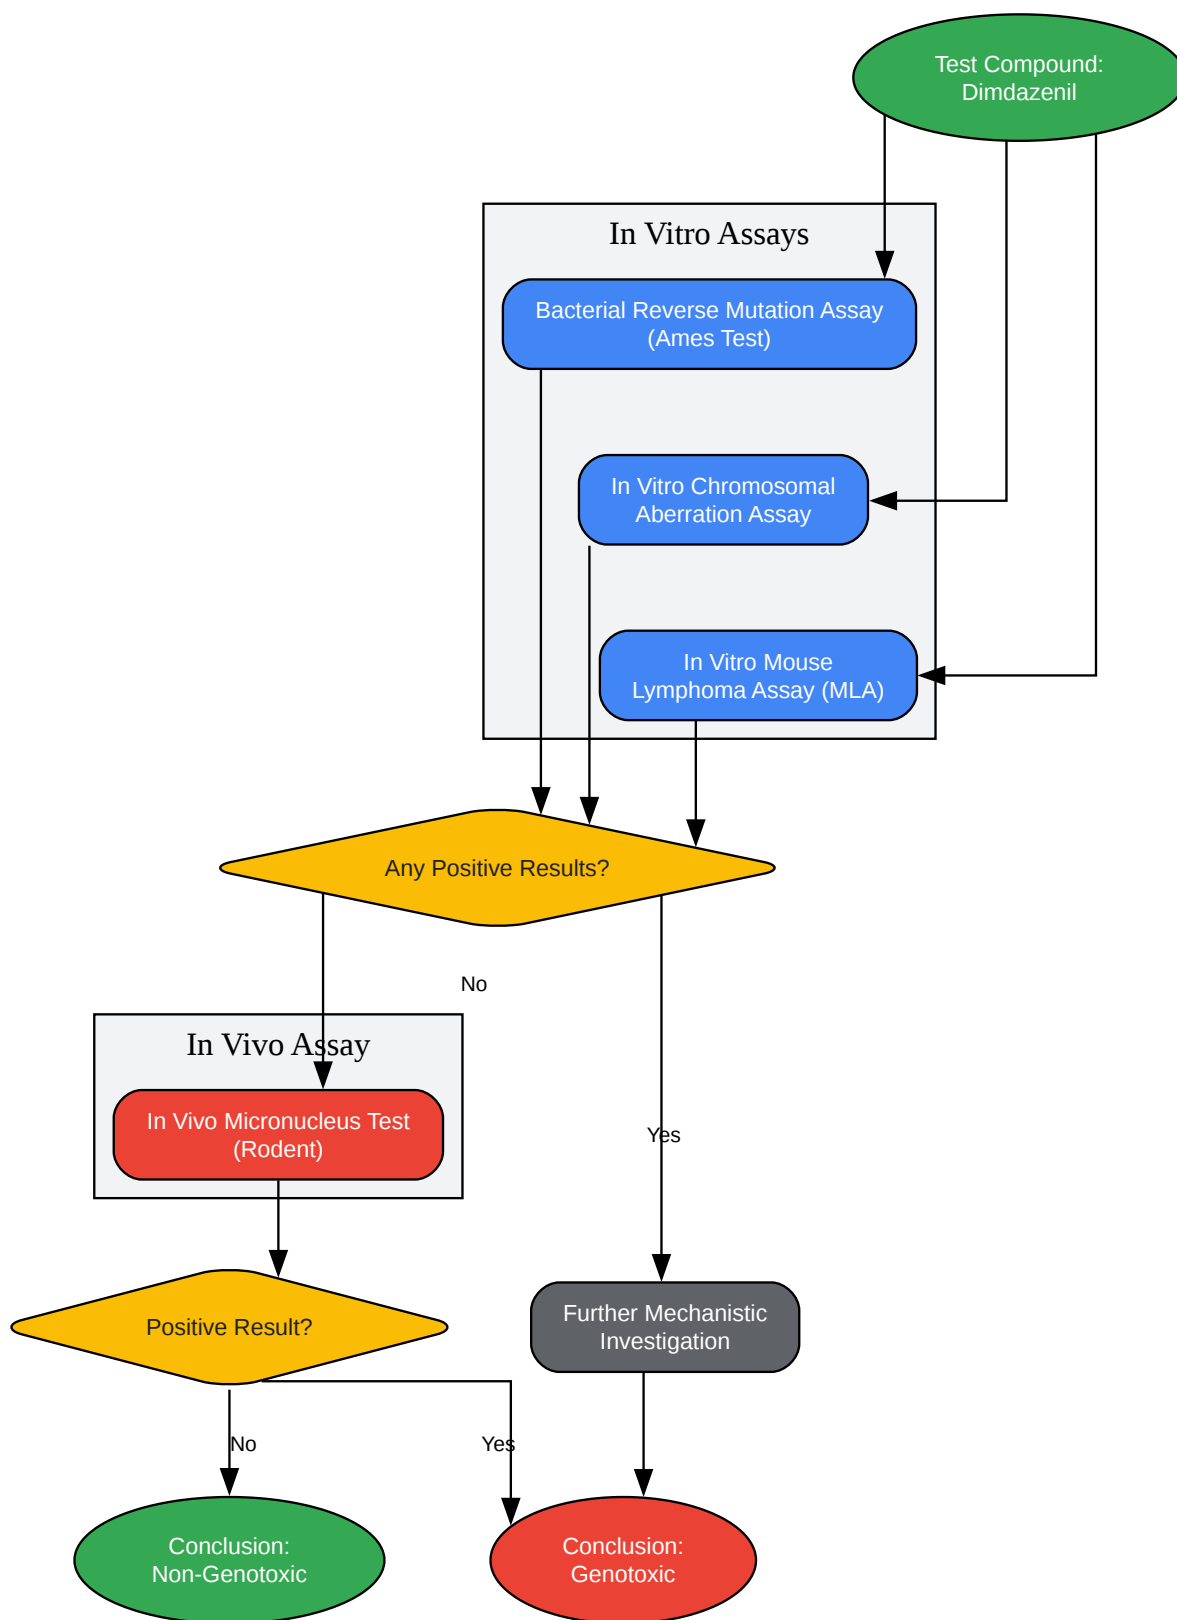 Test Compound:
Dimdazenil
In Vitro Assays
Bacterial Reverse Mutation Assay
(Ames Test)
In Vitro Chromosomal
Aberration Assay
In Vitro Mouse
Lymphoma Assay (MLA)
Any Positive Results?
No
In Vivo Assay
In Vivo Micronucleus Test
(Rodent)
Yes
Positive Result?
Further Mechanistic
Investigation
No
Yes
Conclusion:
Non-Genotoxic
Conclusion:
Genotoxic